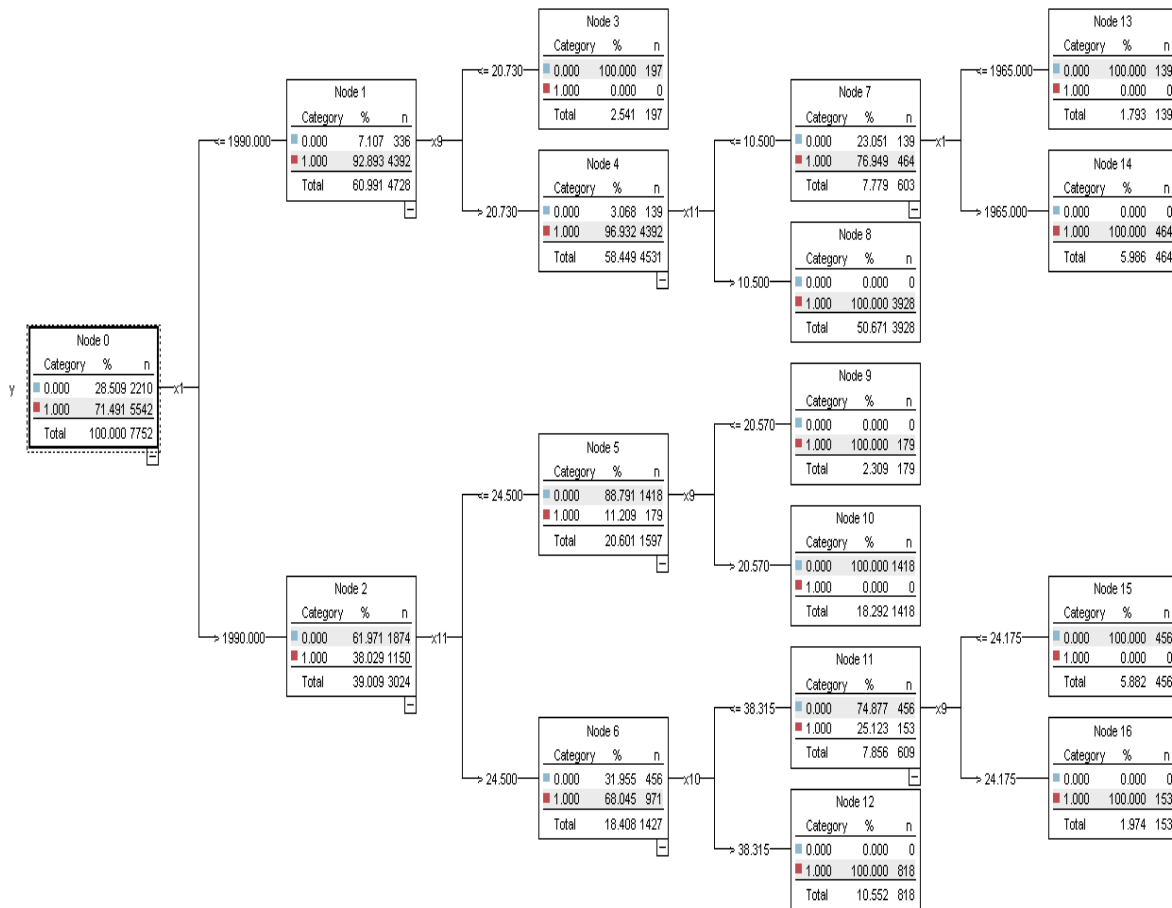 y
Node 0
Category % n
0.000 28.509 2210
1.000 71.491 5542
Total 100.000 7752
x1
<= 1990.000
Node 1
Category % n
0.000 7.107 336
1.000 92.893 4392
Total 60.991 4728
x9
<= 20.730
Node 3
Category % n
0.000 100.000 197
1.000 0.000 0
Total 2.541 197
> 20.730
Node 4
Category % n
0.000 3.068 139
1.000 96.932 4392
Total 58.449 4531
x11
<= 10.500
Node 7
Category % n
0.000 23.051 139
1.000 76.949 464
Total 7.779 603
x1
<= 1965.000
Node 13
Category % n
0.000 100.000 139
1.000 0.000 0
Total 1.793 139
> 1965.000
Node 14
Category % n
0.000 0.000 0
1.000 100.000 464
Total 5.986 464
> 10.500
Node 8
Category % n
0.000 0.000 0
1.000 100.000 3928
Total 50.671 3928
> 1990.000
Node 2
Category % n
0.000 61.971 1874
1.000 38.029 1150
Total 39.009 3024
x11
<= 24.500
Node 5
Category % n
0.000 88.791 1418
1.000 11.209 179
Total 20.601 1597
x9
<= 20.570
Node 9
Category % n
0.000 0.000 0
1.000 100.000 179
Total 2.309 179
> 20.570
Node 10
Category % n
0.000 100.000 1418
1.000 0.000 0
Total 18.292 1418
> 24.500
Node 6
Category % n
0.000 31.955 456
1.000 68.045 971
Total 18.408 1427
x10
<= 38.315
Node 11
Category % n
0.000 74.877 456
1.000 25.123 153
Total 7.856 609
x9
<= 24.175
Node 15
Category % n
0.000 100.000 456
1.000 0.000 0
Total 5.882 456
> 24.175
Node 16
Category % n
0.000 0.000 0
1.000 100.000 153
Total 1.974 153
> 38.315
Node 12
Category % n
0.000 0.000 0
1.000 100.000 818
Total 10.552 818